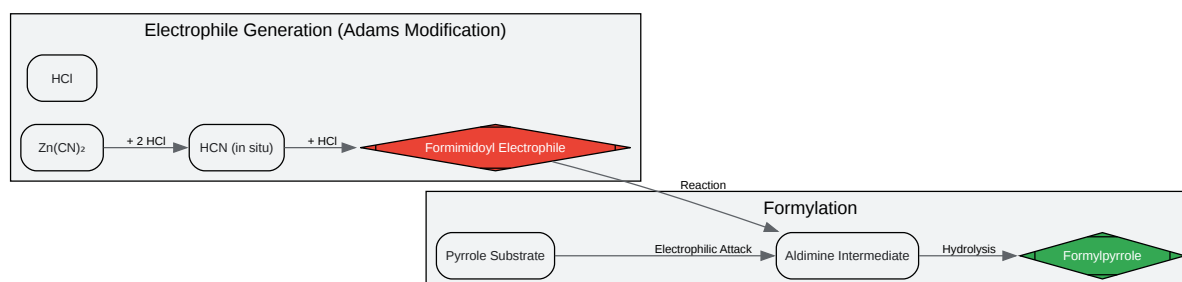 Electrophile Generation (Adams Modification)
HCl
Zn(CN)₂
+ 2 HCl
HCN (in situ)
+ HCl
Formimidoyl Electrophile
Reaction
Formylation
Pyrrole Substrate
Electrophilic Attack
Aldimine Intermediate
Hydrolysis
Formylpyrrole